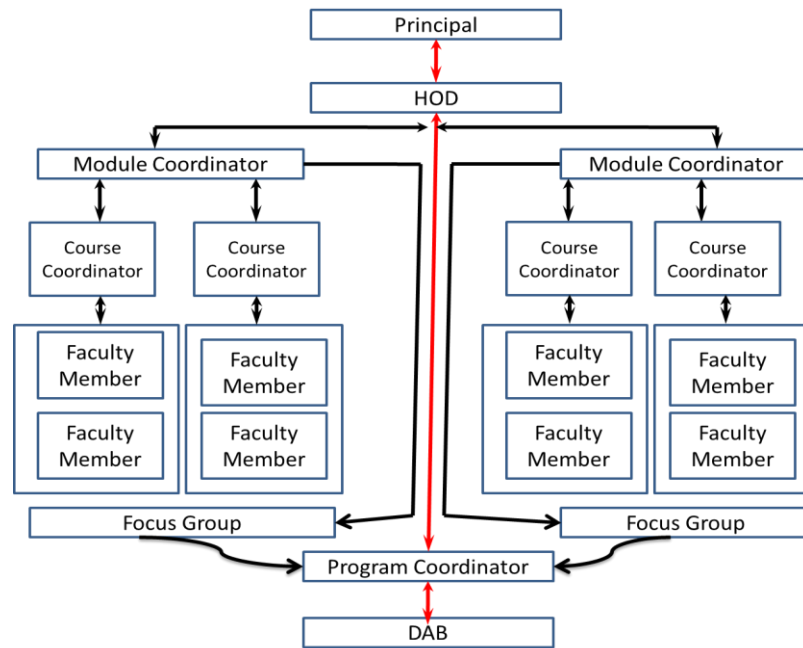 Principal
HOD
Module Coordinator
Module Coordinator
Course
Coordinator
Course
Coordinator
Course
Coordinator
Course
Coordinator
Faculty
Member
Faculty
Member
Faculty
Member
Faculty
Member
Faculty
Member
Faculty
Member
Faculty
Member
Faculty
Member
Focus Group
Focus Group
Program Coordinator
DAB